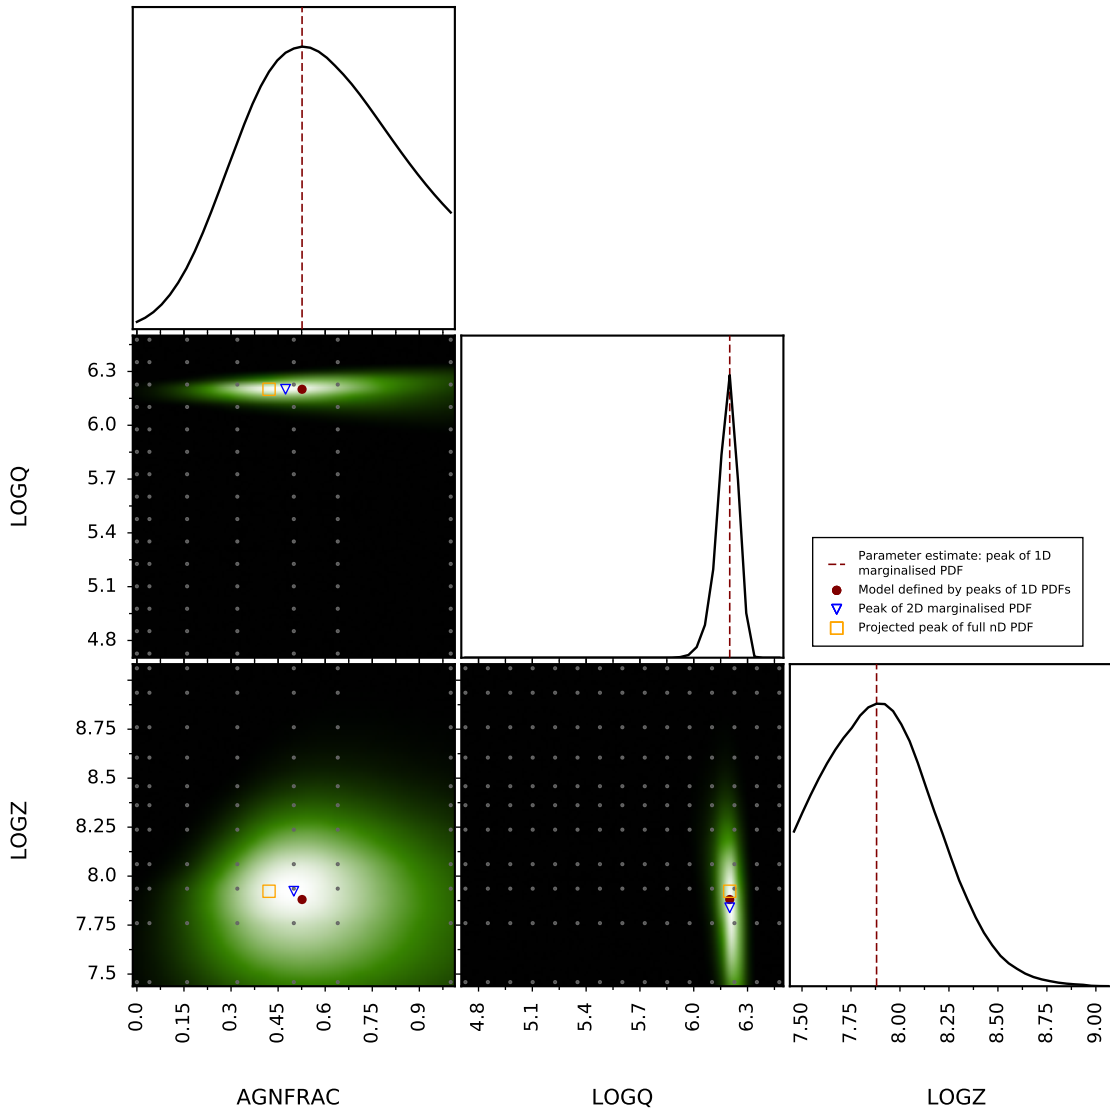 6.3
6.0
5.7
5.4
5.1
4.8
LOGQ
Parameter estimate: peak of 1D
marginalised PDF
Model defined by peaks of 1D PDFs
Peak of 2D marginalised PDF
Projected peak of full nD PDF
8.75
8.5
8.25
8.0
7.75
7.5
LOGZ
0.0 0.15 0.3 0.45 0.6 0.75 0.9
4.8 5.1 5.4 5.7 6.0 6.3
7.50 7.75 8.00 8.25 8.50 8.75 9.00
AGNFRAC
LOGQ
LOGZ